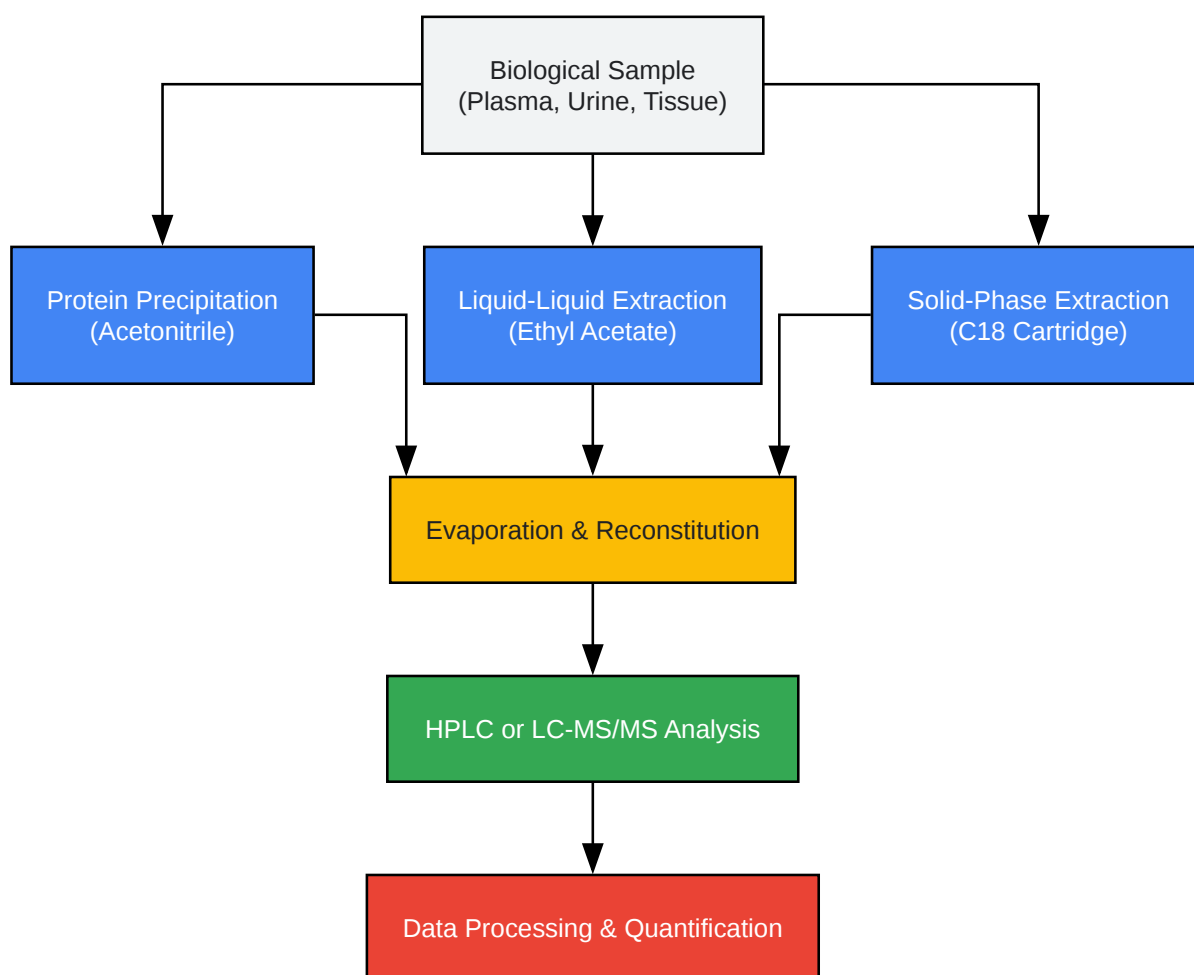 Biological Sample
(Plasma, Urine, Tissue)
Protein Precipitation
(Acetonitrile)
Liquid-Liquid Extraction
(Ethyl Acetate)
Solid-Phase Extraction
(C18 Cartridge)
Evaporation & Reconstitution
HPLC or LC-MS/MS Analysis
Data Processing & Quantification